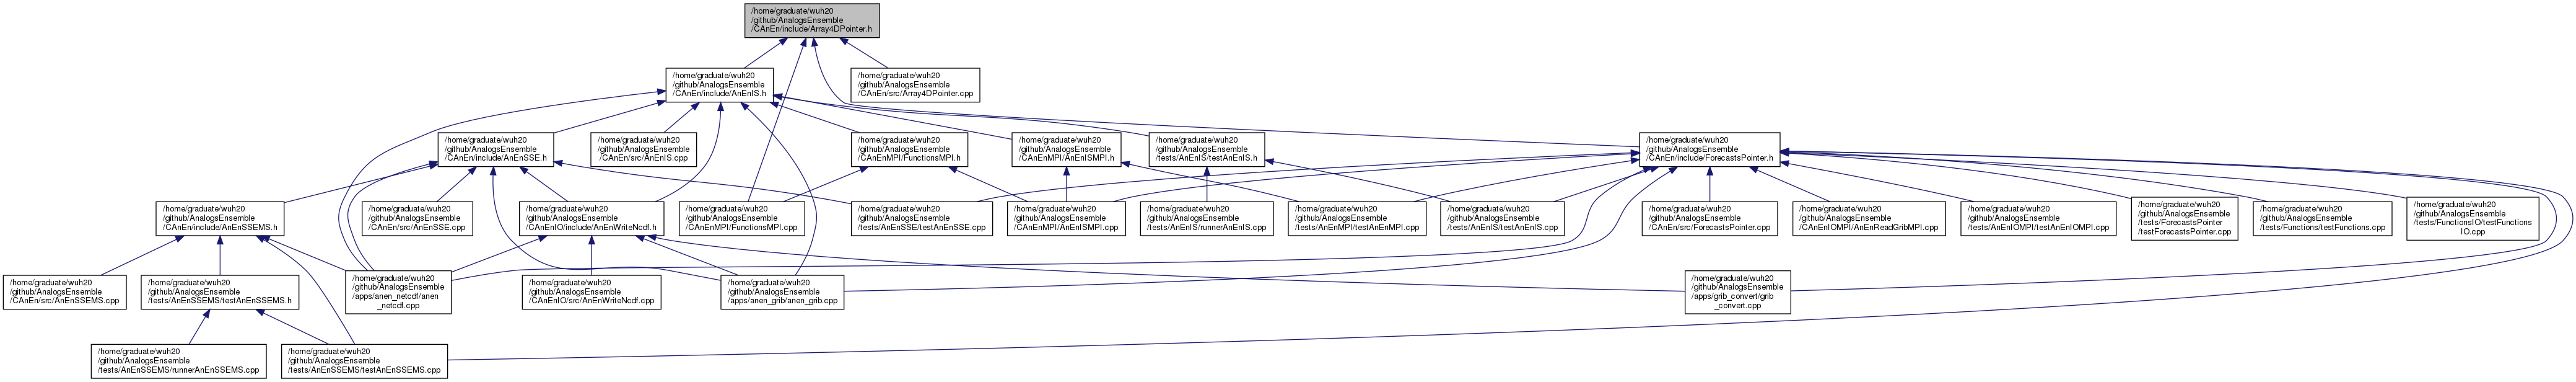 /home/graduate/wuh20
/github/AnalogsEnsemble
/CAnEn/include/Array4DPointer.h
/home/graduate/wuh20
/github/AnalogsEnsemble
/CAnEn/include/AnEnIS.h
/home/graduate/wuh20
/github/AnalogsEnsemble
/CAnEn/src/Array4DPointer.cpp
/home/graduate/wuh20
/github/AnalogsEnsemble
/CAnEn/include/AnEnSSE.h
/home/graduate/wuh20
/github/AnalogsEnsemble
/CAnEn/src/AnEnIS.cpp
/home/graduate/wuh20
/github/AnalogsEnsemble
/CAnEnMPI/FunctionsMPI.h
/home/graduate/wuh20
/github/AnalogsEnsemble
/CAnEnMPI/AnEnISMPI.h
/home/graduate/wuh20
/github/AnalogsEnsemble
/tests/AnEnIS/testAnEnIS.h
/home/graduate/wuh20
/github/AnalogsEnsemble
/CAnEn/include/ForecastsPointer.h
/home/graduate/wuh20
/github/AnalogsEnsemble
/CAnEn/include/AnEnSSEMS.h
/home/graduate/wuh20
/github/AnalogsEnsemble
/CAnEn/src/AnEnSSE.cpp
/home/graduate/wuh20
/github/AnalogsEnsemble
/CAnEnIO/include/AnEnWriteNcdf.h
/home/graduate/wuh20
/github/AnalogsEnsemble
/CAnEnMPI/FunctionsMPI.cpp
/home/graduate/wuh20
/github/AnalogsEnsemble
/tests/AnEnSSE/testAnEnSSE.cpp
/home/graduate/wuh20
/github/AnalogsEnsemble
/CAnEnMPI/AnEnISMPI.cpp
/home/graduate/wuh20
/github/AnalogsEnsemble
/tests/AnEnIS/runnerAnEnIS.cpp
/home/graduate/wuh20
/github/AnalogsEnsemble
/tests/AnEnMPI/testAnEnMPI.cpp
/home/graduate/wuh20
/github/AnalogsEnsemble
/tests/AnEnIS/testAnEnIS.cpp
/home/graduate/wuh20
/github/AnalogsEnsemble
/CAnEn/src/ForecastsPointer.cpp
/home/graduate/wuh20
/github/AnalogsEnsemble
/CAnEnIOMPI/AnEnReadGribMPI.cpp
/home/graduate/wuh20
/github/AnalogsEnsemble
/tests/AnEnIOMPI/testAnEnIOMPI.cpp
/home/graduate/wuh20
/github/AnalogsEnsemble
/tests/ForecastsPointer
/testForecastsPointer.cpp
/home/graduate/wuh20
/github/AnalogsEnsemble
/tests/Functions/testFunctions.cpp
/home/graduate/wuh20
/github/AnalogsEnsemble
/tests/FunctionsIO/testFunctions
IO.cpp
/home/graduate/wuh20
/github/AnalogsEnsemble
/CAnEn/src/AnEnSSEMS.cpp
/home/graduate/wuh20
/github/AnalogsEnsemble
/tests/AnEnSSEMS/testAnEnSSEMS.h
/home/graduate/wuh20
/github/AnalogsEnsemble
/apps/anen_netcdf/anen
_netcdf.cpp
/home/graduate/wuh20
/github/AnalogsEnsemble
/CAnEnIO/src/AnEnWriteNcdf.cpp
/home/graduate/wuh20
/github/AnalogsEnsemble
/apps/anen_grib/anen_grib.cpp
/home/graduate/wuh20
/github/AnalogsEnsemble
/apps/grib_convert/grib
_convert.cpp
/home/graduate/wuh20
/github/AnalogsEnsemble
/tests/AnEnSSEMS/runnerAnEnSSEMS.cpp
/home/graduate/wuh20
/github/AnalogsEnsemble
/tests/AnEnSSEMS/testAnEnSSEMS.cpp